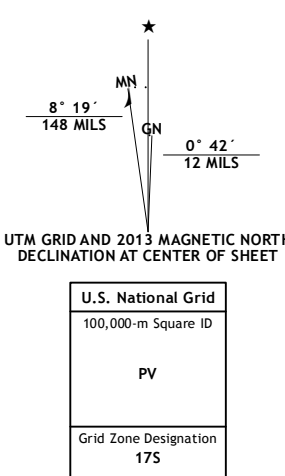 ★
MN
8° 19´
148 MILS
GN
0° 42´
12 MILS
UTM GRID AND 2013 MAGNETIC NORTH
DECLINATION AT CENTER OF SHEET
U.S. National Grid
100,000-m Square ID
PV
Grid Zone Designation
17S